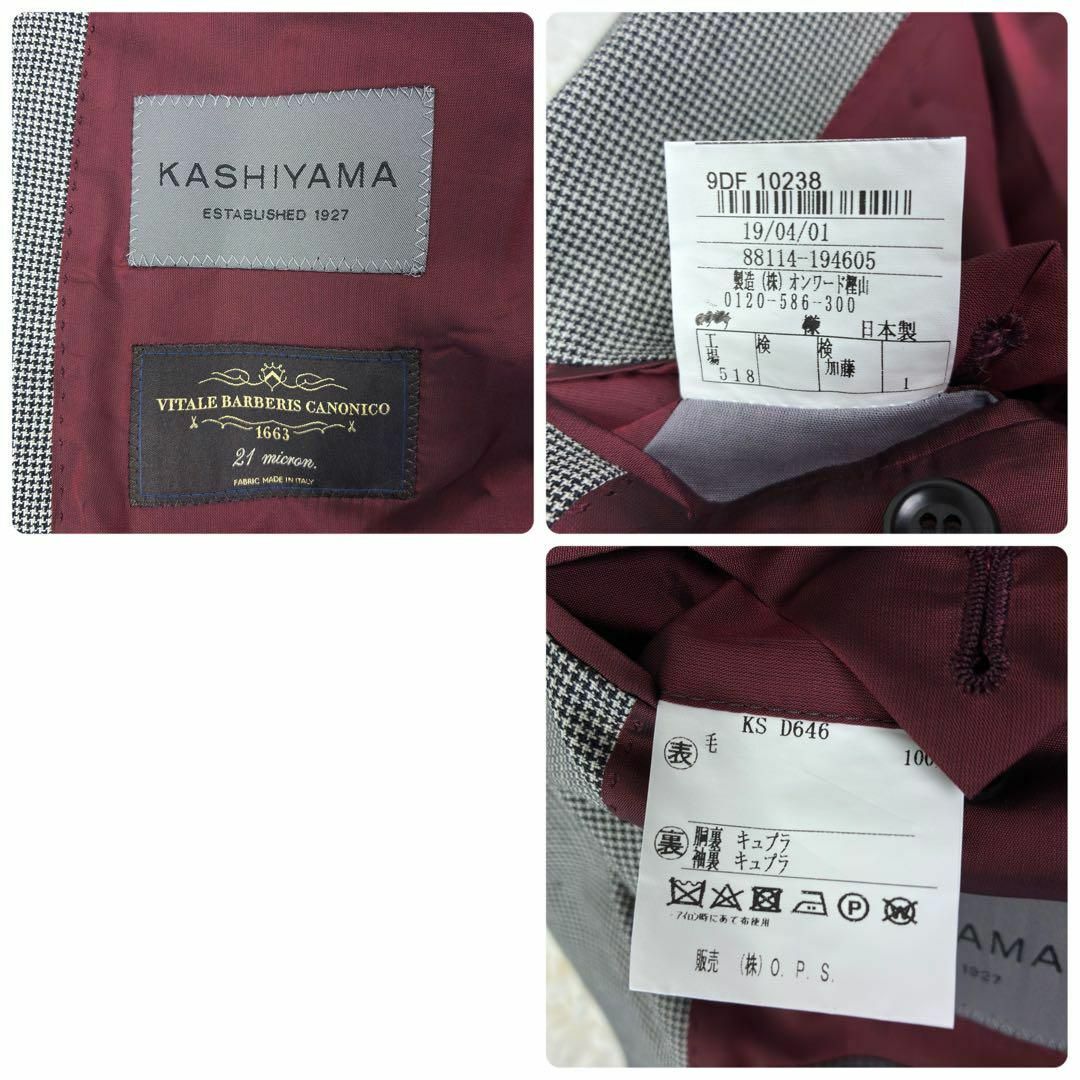 KASHIYAMA
ESTABLISHED 1927
VITALE BARBERIS CANONICO
1663
21 micron.
FABRIC MADE IN ITALY
9DF 10238
19/04/01
88114-194605
製造 (株) オンワード樫山
0120-586-300
様 日本製
工場 518 検 検 加藤 1
KS D646
表 毛 100
裏 胴裏 キュプラ
袖裏 キュプラ
P
W
・アイロン時にあて布使用
販売 (株) O. P. S.
YAMA
1927